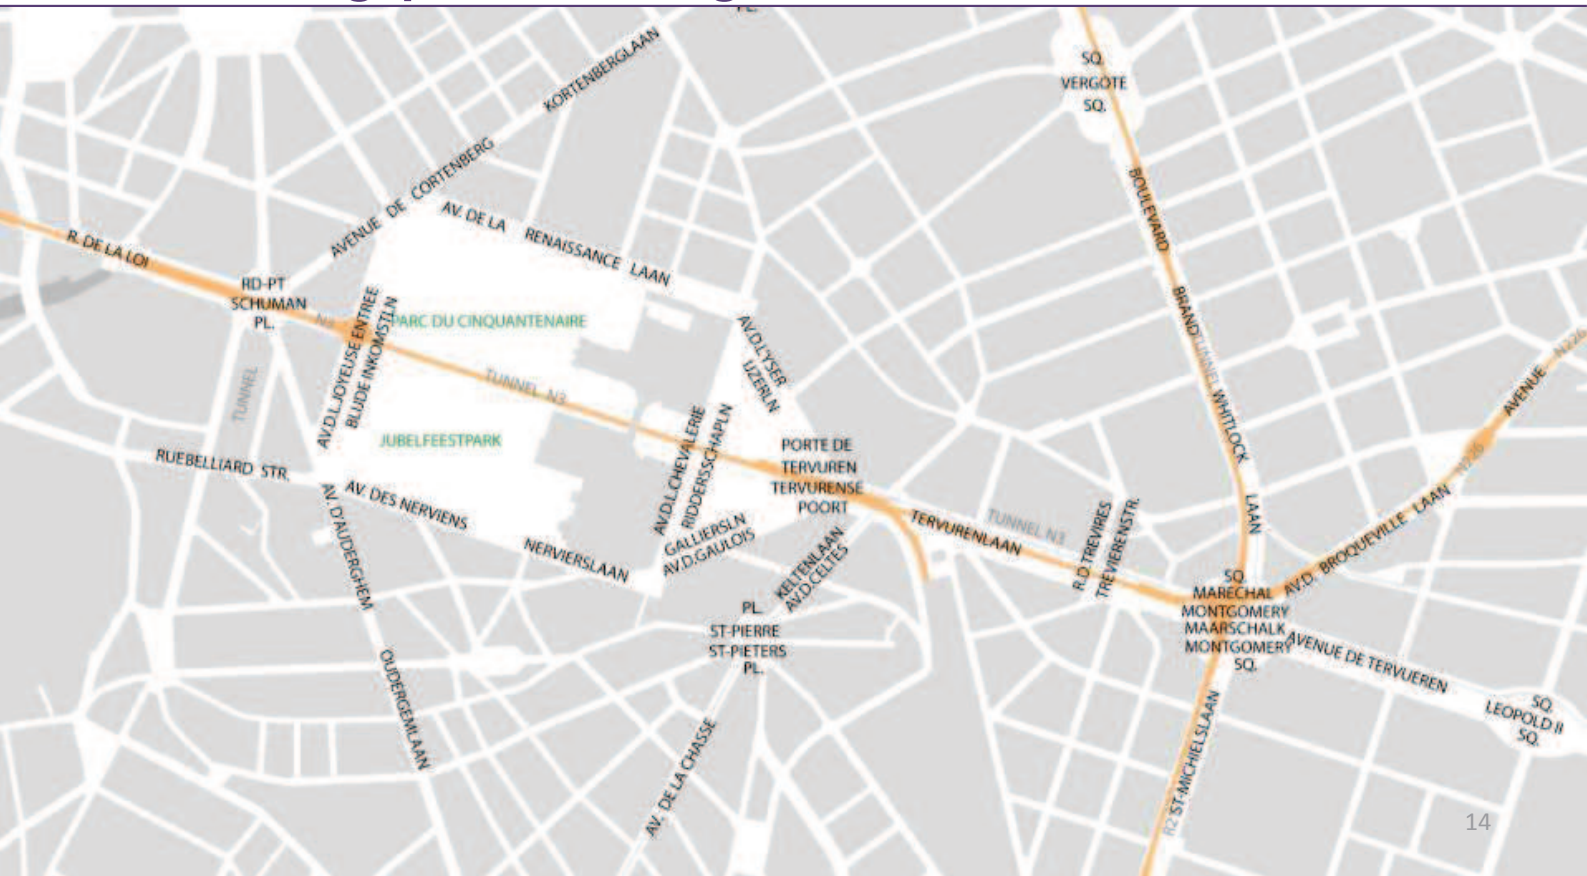 KORTENBERGLAAN
AVENUE DE CORTENBERG
SQ.
VERGOTE
SQ.
AV. DE LA RENAISSANCE LAAN
R. DE LA LOI
RD-PT
SCHUMAN
PL.
N3
AV.D.L.JOYEUSE ENTREE
BLIJDE INKOMSTLN
PARC DU CINQUANTENAIRE
TUNNEL N3
TUNNEL
JUBELFEESTPARK
AV.D.L'YSER
IJZERLN
BOULEVARD
BRAND
TUNNEL
WHITLOCK
LAAN
AVENUE
N226
N226
RUEBELLIARD STR.
AV. DES NERVIENS
NERVIERSLAAN
AV.D.L.CHEVALERIE
RIDDERSSCHAPLN
PORTE DE
TERVUREN
TERVURENSE
POORT
GALLIERSLN
AV.D.GAULOIS
KELTENLAAN
AV.D.CELTES
TERVURENLAAN
TUNNEL N3
R.D.TREVIRES
TREVIERENSTR.
AV.D. BROQUEVILLE LAAN
AV. D'AUDERGHEM
OUDERGEMLAAN
PL.
ST-PIERRE
ST-PIETERS
PL.
SQ.
MARECHAL
MONTGOMERY
MAARSCHALK
MONTGOMERY
SQ.
AVENUE DE TERVUEREN
SQ.
LEOPOLD II
SQ.
AV. DE LA CHASSE
R2 ST-MICHIELSLAAN
14